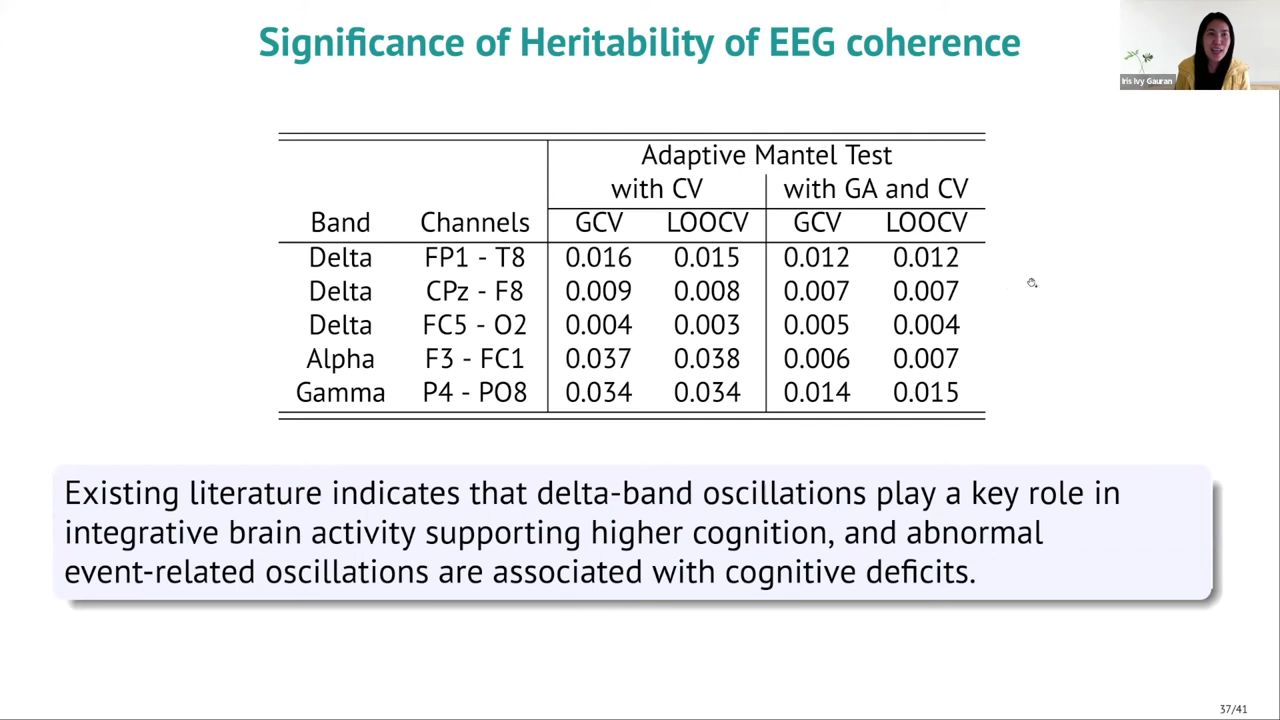 Significance of Heritability of EEG coherence
Iris Ivy Gauran
Adaptive Mantel Test
with CV with GA and CV
Band Channels GCV LOOCV GCV LOOCV
Delta FP1 - T8 0.016 0.015 0.012 0.012
Delta CPz - F8 0.009 0.008 0.007 0.007
Delta FC5 - O2 0.004 0.003 0.005 0.004
Alpha F3 - FC1 0.037 0.038 0.006 0.007
Gamma P4 - PO8 0.034 0.034 0.014 0.015
Existing literature indicates that delta-band oscillations play a key role in
integrative brain activity supporting higher cognition, and abnormal
event-related oscillations are associated with cognitive deficits.
37/41